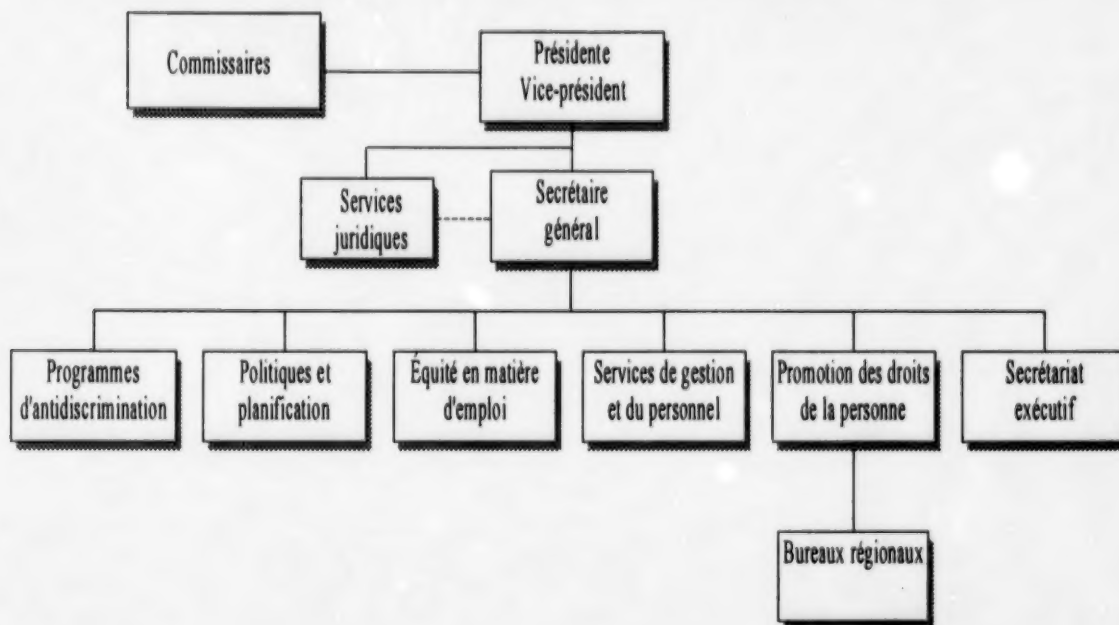 Commissaires
Présidente
Vice-président
Services
juridiques
Secrétaire
général
Programmes
d'antidiscrimination
Politiques et
planification
Équité en matière
d'emploi
Services de gestion
et du personnel
Promotion des droits
de la personne
Secrétariat
exécutif
Bureaux régionaux